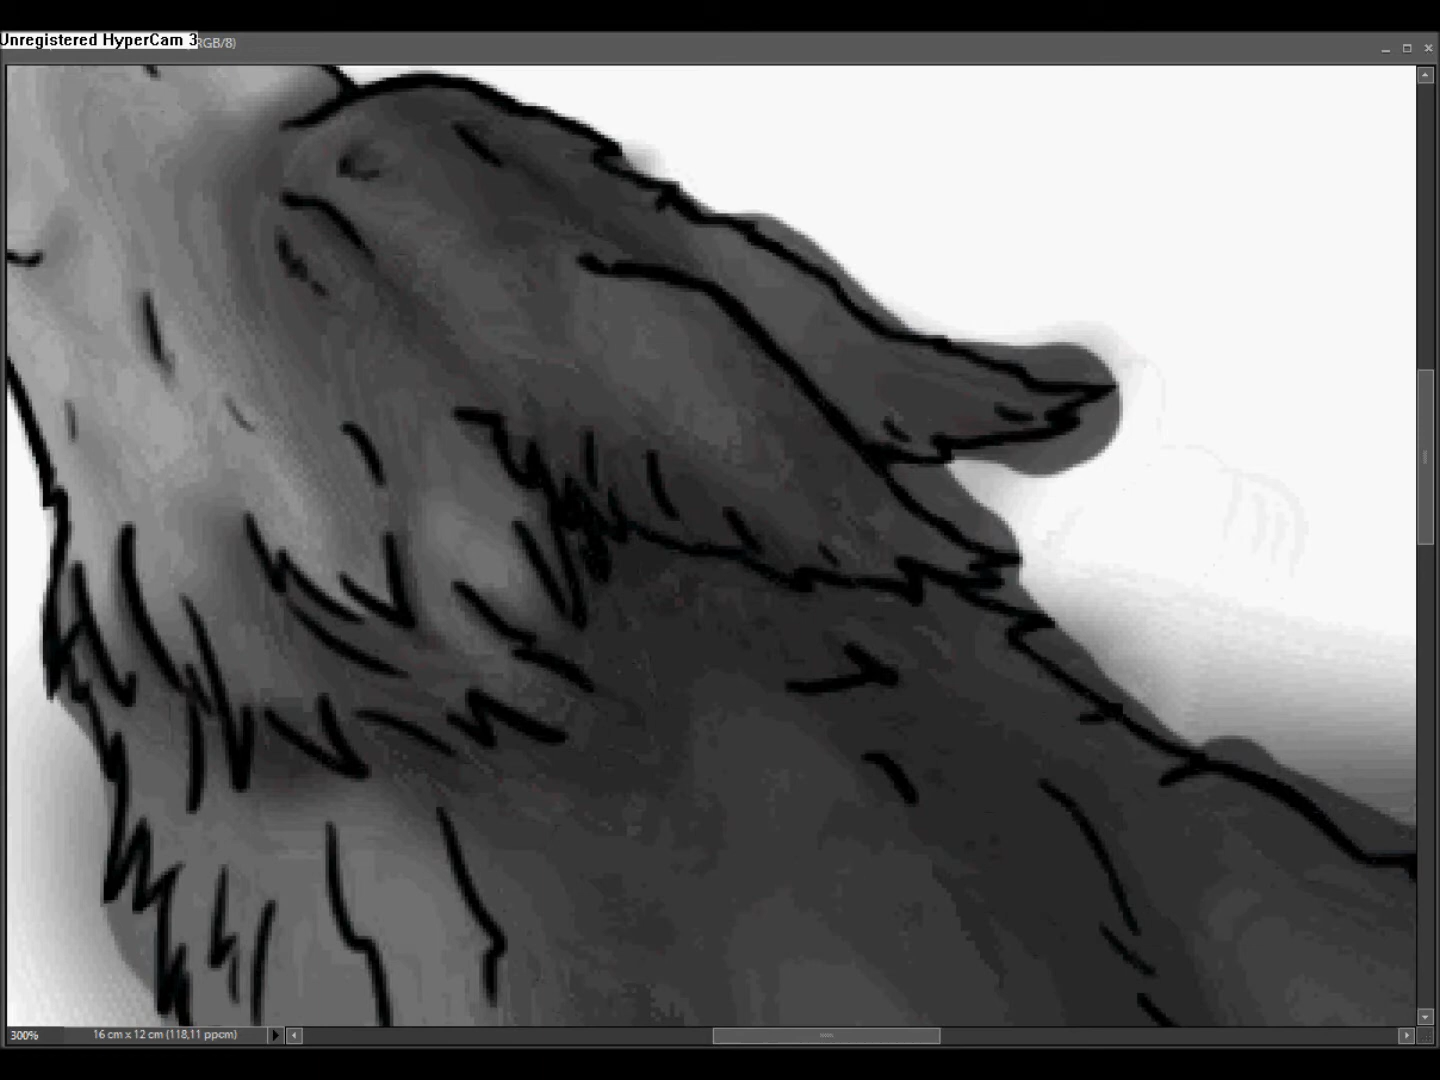 Unregistered HyperCam 3 RGB/8)
300% 16 cm x 12 cm (118,11 ppcm)